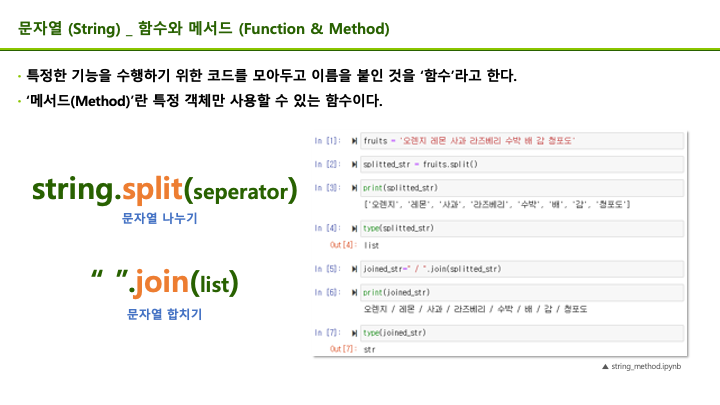 문자열 (String) _ 함수와 메서드 (Function & Method)
· 특정한 기능을 수행하기 위한 코드를 모아두고 이름을 붙인 것을 ‘함수’라고 한다.
· ‘메서드(Method)’란 특정 객체만 사용할 수 있는 함수이다.
string.split(seperator)
문자열 나누기
“ ”.join(list)
문자열 합치기
In [1]: fruits = '오렌지 레몬 사과 라즈베리 수박 배 감 청포도'
In [2]: splitted_str = fruits.split()
In [3]: print(splitted_str)
['오렌지', '레몬', '사과', '라즈베리', '수박', '배', '감', '청포도']
In [4]: type(splitted_str)
Out[4]: list
In [5]: joined_str=" / ".join(splitted_str)
In [6]: print(joined_str)
오렌지 / 레몬 / 사과 / 라즈베리 / 수박 / 배 / 감 / 청포도
In [7]: type(joined_str)
Out[7]: str
▲ string_method.ipynb